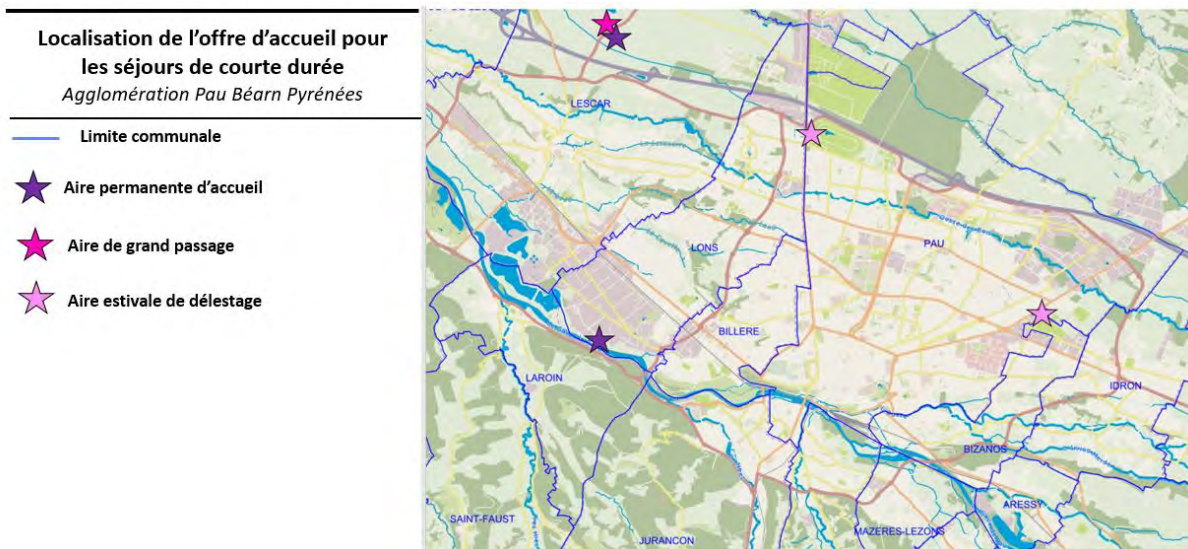 Localisation de l'offre d'accueil pour
les séjours de courte durée
Agglomération Pau Béarn Pyrénées
Limite communale
Aire permanente d'accueil
Aire de grand passage
Aire estivale de délestage
LESCAR
LONS
PAU
BILLERE
LAROIN
IDRON
BIZANOS
ARESSY
SAINT-FAUST
JURANCON
MAZERES-LEZONS